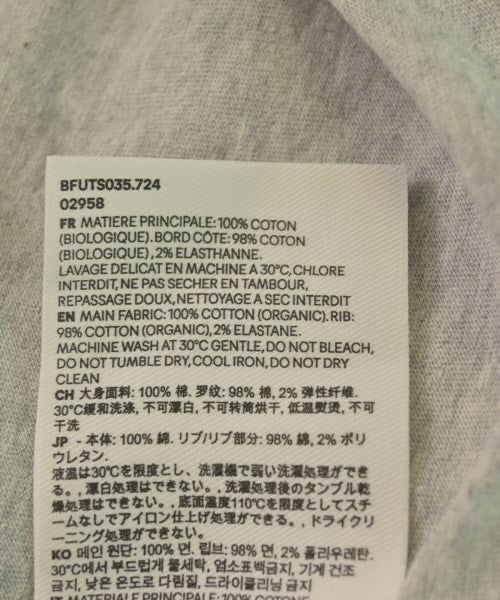 BFUTS035.724
02958
FR MATIERE PRINCIPALE: 100% COTON
(BIOLOGIQUE). BORD CÔTE: 98% COTON
(BIOLOGIQUE), 2% ELASTHANNE.
LAVAGE DELICAT EN MACHINE A 30°C, CHLORE
INTERDIT, NE PAS SECHER EN TAMBOUR,
REPASSAGE DOUX, NETTOYAGE A SEC INTERDIT
EN MAIN FABRIC: 100% COTTON (ORGANIC). RIB:
98% COTTON (ORGANIC), 2% ELASTANE.
MACHINE WASH AT 30°C GENTLE, DO NOT BLEACH,
DO NOT TUMBLE DRY, COOL IRON, DO NOT DRY
CLEAN
CH 大身面料: 100% 棉. 罗纹: 98% 棉, 2% 弹性纤维.
30°C缓和洗涤, 不可漂白, 不可转筒烘干, 低温熨烫, 不可
干洗
JP - 本体: 100% 綿. リブ/リブ部分: 98% 綿, 2% ポリ
ウレタン.
液温は30℃を限度とし、洗濯機で弱い洗濯処理ができ
る。, 漂白処理はできない。, 洗濯処理後のタンブル乾
燥処理はできない。, 底面温度110℃を限度としてスチ
ームなしでアイロン仕上げ処理ができる。, ドライクリ
ーニング処理ができない。
KO 메인 원단: 100% 면. 립브: 98% 면, 2% 폴리우레탄.
30°C에서 부드럽게 물세탁, 염소표백금지, 기계 건조
금지, 낮은 온도로 다림질, 드라이클리닝 금지
IT MATERIALE PRINCIPALE: 100% COTONE